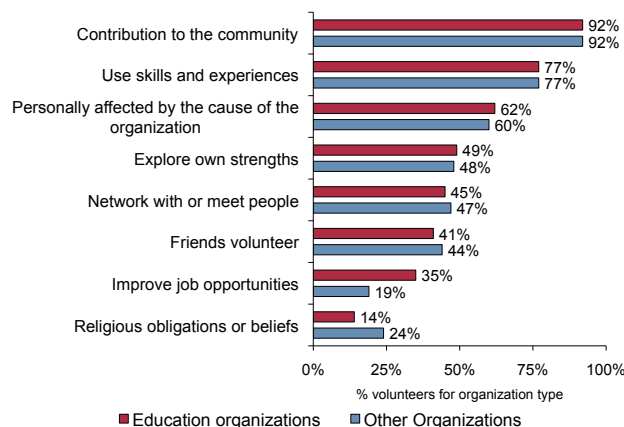 Contribution to the community
92%
92%
Use skills and experiences
77%
77%
Personally affected by the cause of the
organization
62%
60%
Explore own strengths
49%
48%
Network with or meet people
45%
47%
Friends volunteer
41%
44%
Improve job opportunities
35%
19%
Religious obligations or beliefs
14%
24%
0% 25% 50% 75% 100%
% volunteers for organization type
Education organizations Other Organizations